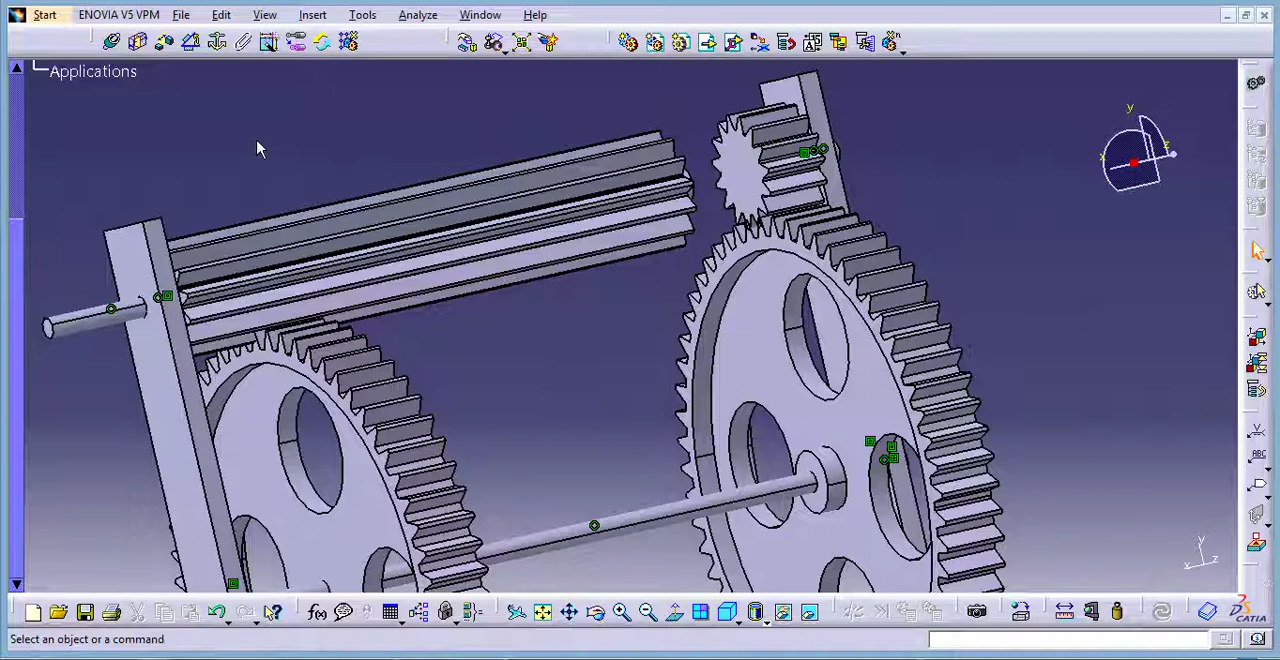 Start ENOVIA V5 VPM File Edit View Insert Tools Analyze Window Help
Applications
y
x z
y
x z
f(x)
CATIA
Select an object or a command